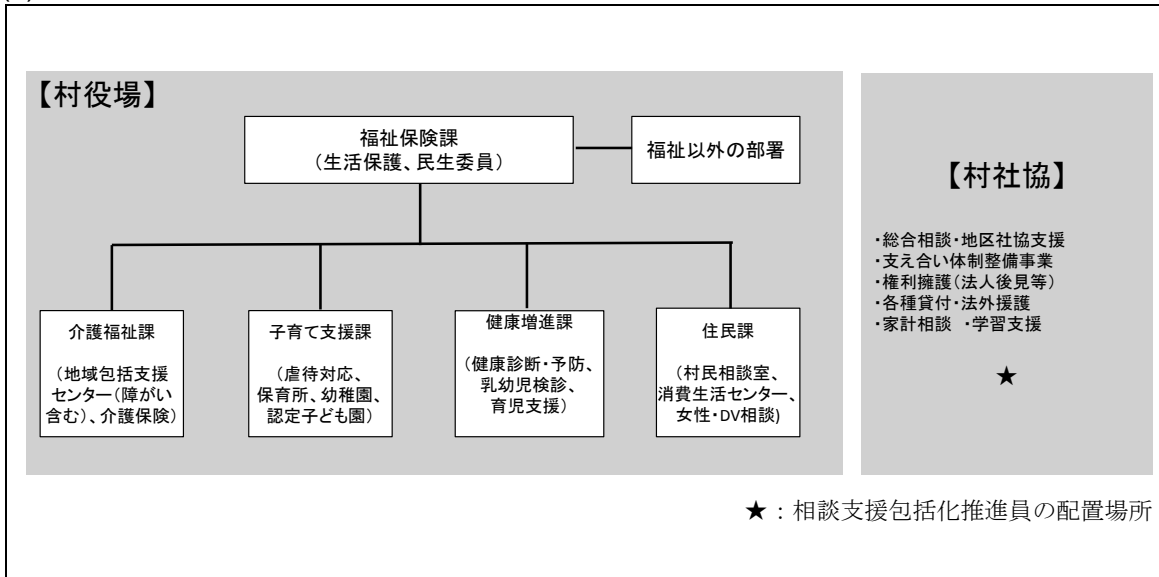 【村役場】
福祉保険課
(生活保護、民生委員)
福祉以外の部署
介護福祉課
(地域包括支援
センター(障がい
含む)、介護保険)
子育て支援課
(虐待対応、
保育所、幼稚園、
認定子ども園)
健康増進課
(健康診断・予防、
乳幼児検診、
育児支援)
住民課
(村民相談室、
消費生活センター、
女性・DV相談)
【村社協】
・総合相談・地区社協支援
・支え合い体制整備事業
・権利擁護(法人後見等)
・各種貸付・法外援護
・家計相談 ・学習支援
★
★：相談支援包括化推進員の配置場所